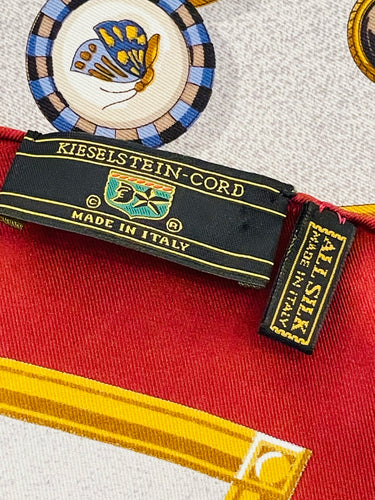 KIESELSTEIN-CORD
© ®
MADE IN ITALY
ALL SILK
MADE IN ITALY